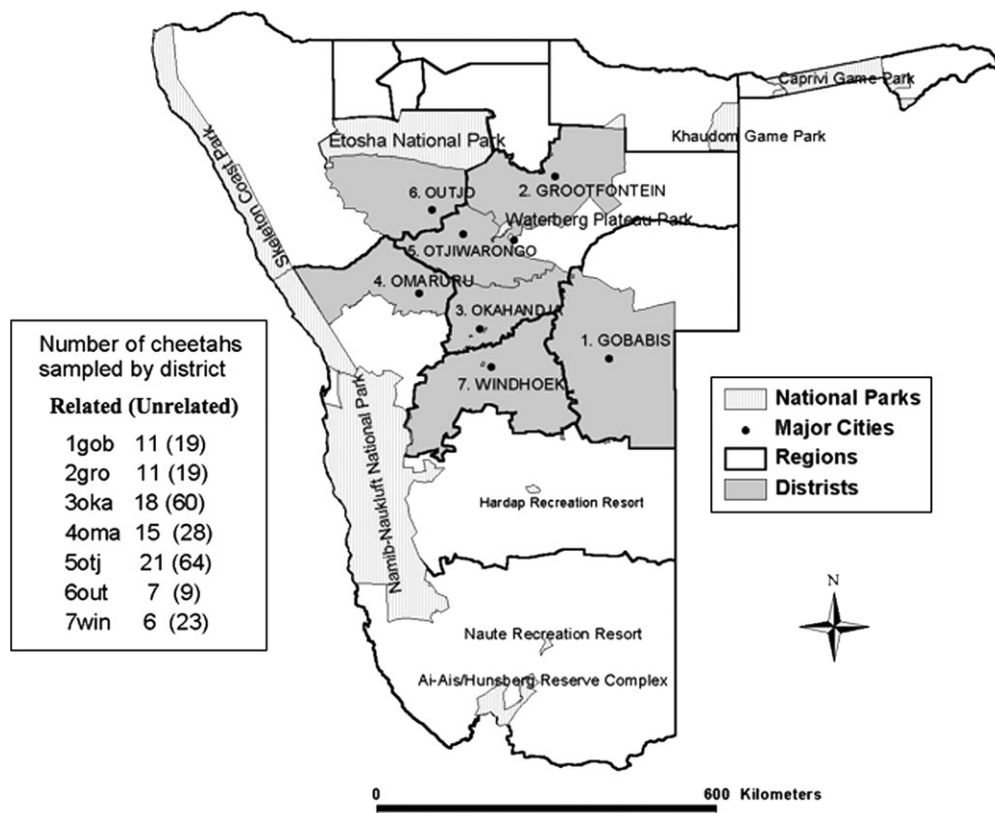 Caprivi Game Park
Skeleton Coast Park
Etosha National Park
Khaudom Game Park
6. OUTJO
2. GROOTFONTEIN
Waterberg Plateau Park
5. OTJIWARONGO
4. OMARURU
3. OKAHANDJA
1. GOBABIS
7. WINDHOEK
Number of cheetahs
sampled by district
Related (Unrelated)
1gob 11 (19)
2gro 11 (19)
3oka 18 (60)
4oma 15 (28)
5otj 21 (64)
6out 7 (9)
7win 6 (23)
National Parks
Major Cities
Regions
Distrists
Namib-Naukluft National Park
Hardap Recreation Resort
N
Naute Recreation Resort
Ai-Ais/Hunsberg Reserve Complex
0 600 Kilometers